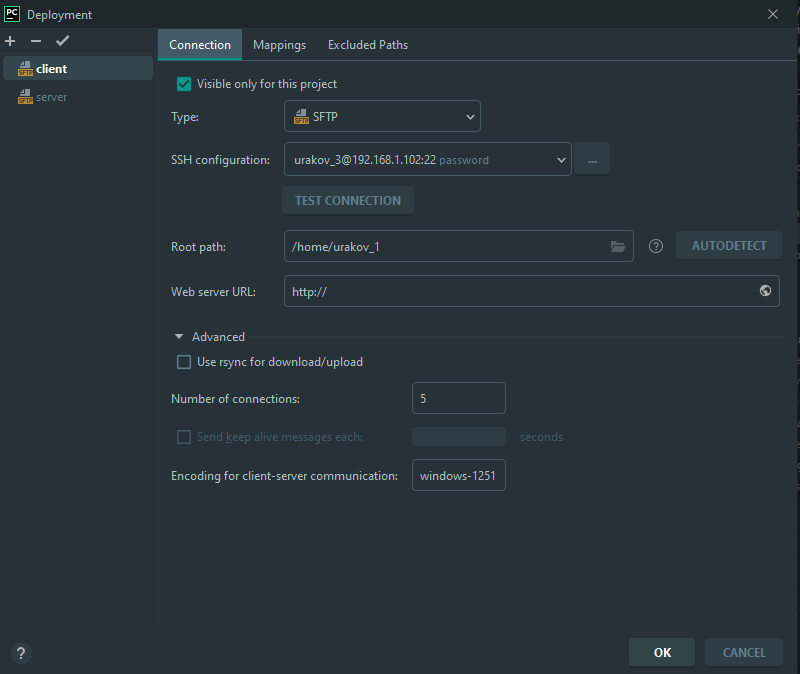 PC Deployment
client
server
Connection Mappings Excluded Paths
Visible only for this project
Type: SFTP SFTP
SSH configuration: urakov_3@192.168.1.102:22 password ...
TEST CONNECTION
Root path: /home/urakov_1 ? AUTODETECT
Web server URL: http://
Advanced
Use rsync for download/upload
Number of connections: 5
Send keep alive messages each: seconds
Encoding for client-server communication: windows-1251
? OK CANCEL